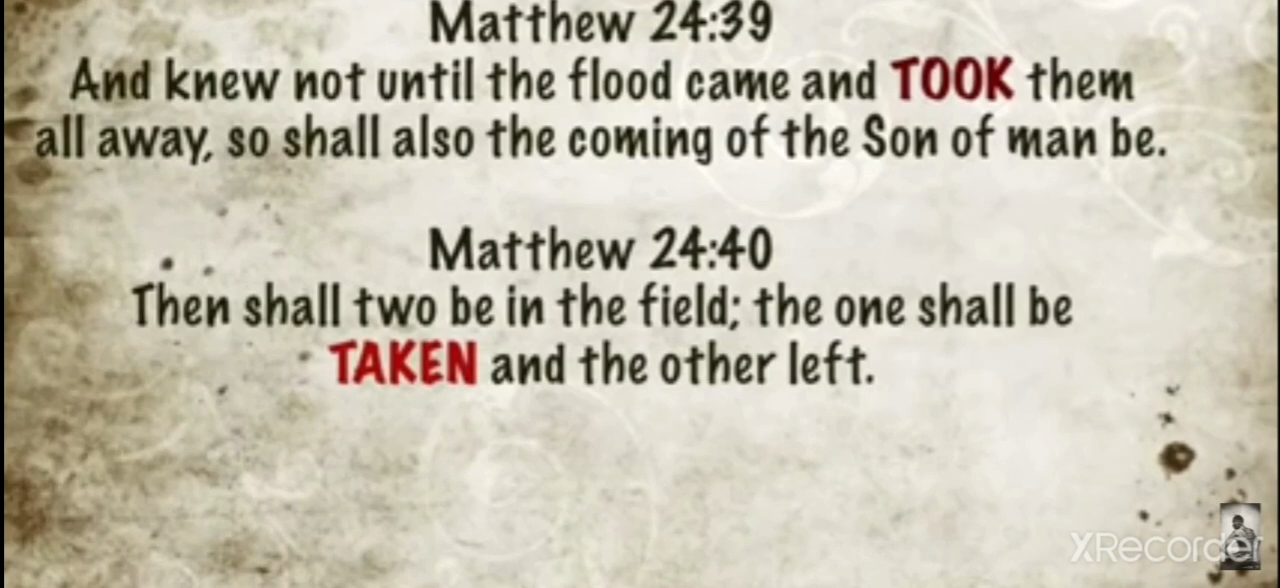 Matthew 24:39
And knew not until the flood came and TOOK them
all away, so shall also the coming of the Son of man be.
Matthew 24:40
Then shall two be in the field; the one shall be
TAKEN and the other left.
XRecorder